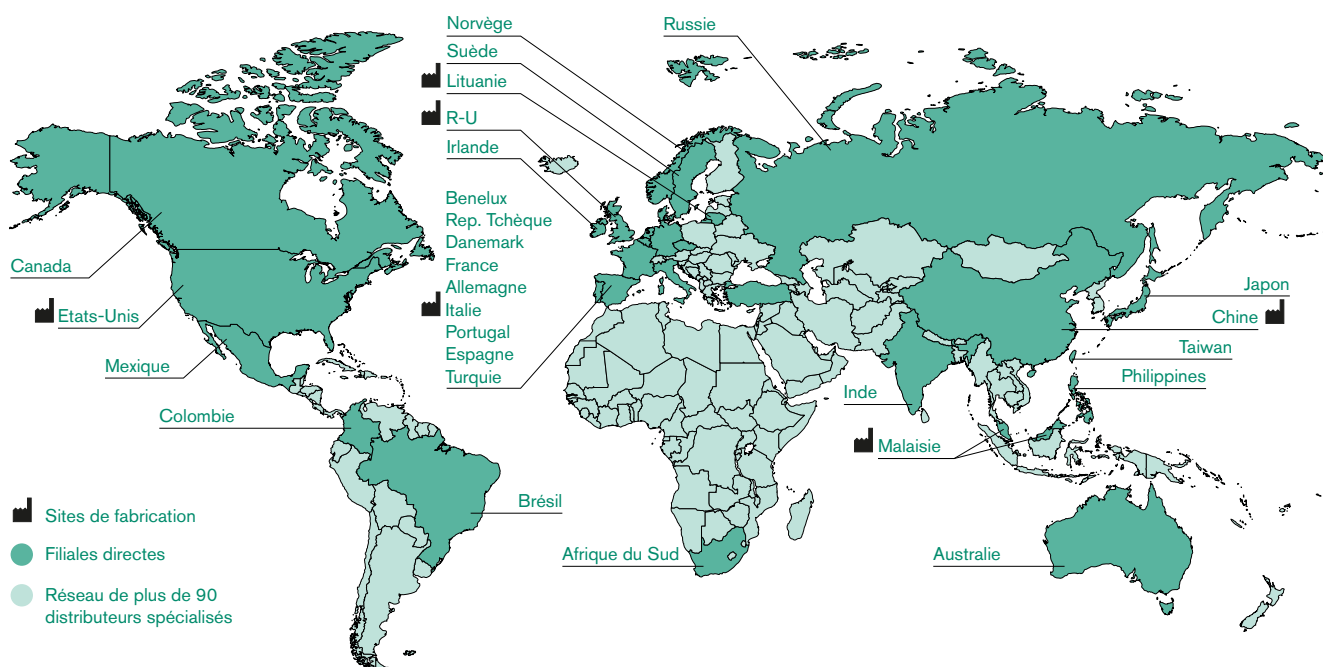 Norvège
Suède
Lituanie
R-U
Irlande
Benelux
Rep. Tchèque
Danemark
France
Allemagne
Italie
Portugal
Espagne
Turquie
Russie
Canada
Etats-Unis
Mexique
Colombie
Brésil
Afrique du Sud
Japon
Chine
Taiwan
Philippines
Inde
Malaisie
Australie
Sites de fabrication
Filiales directes
Réseau de plus de 90
distributeurs spécialisés